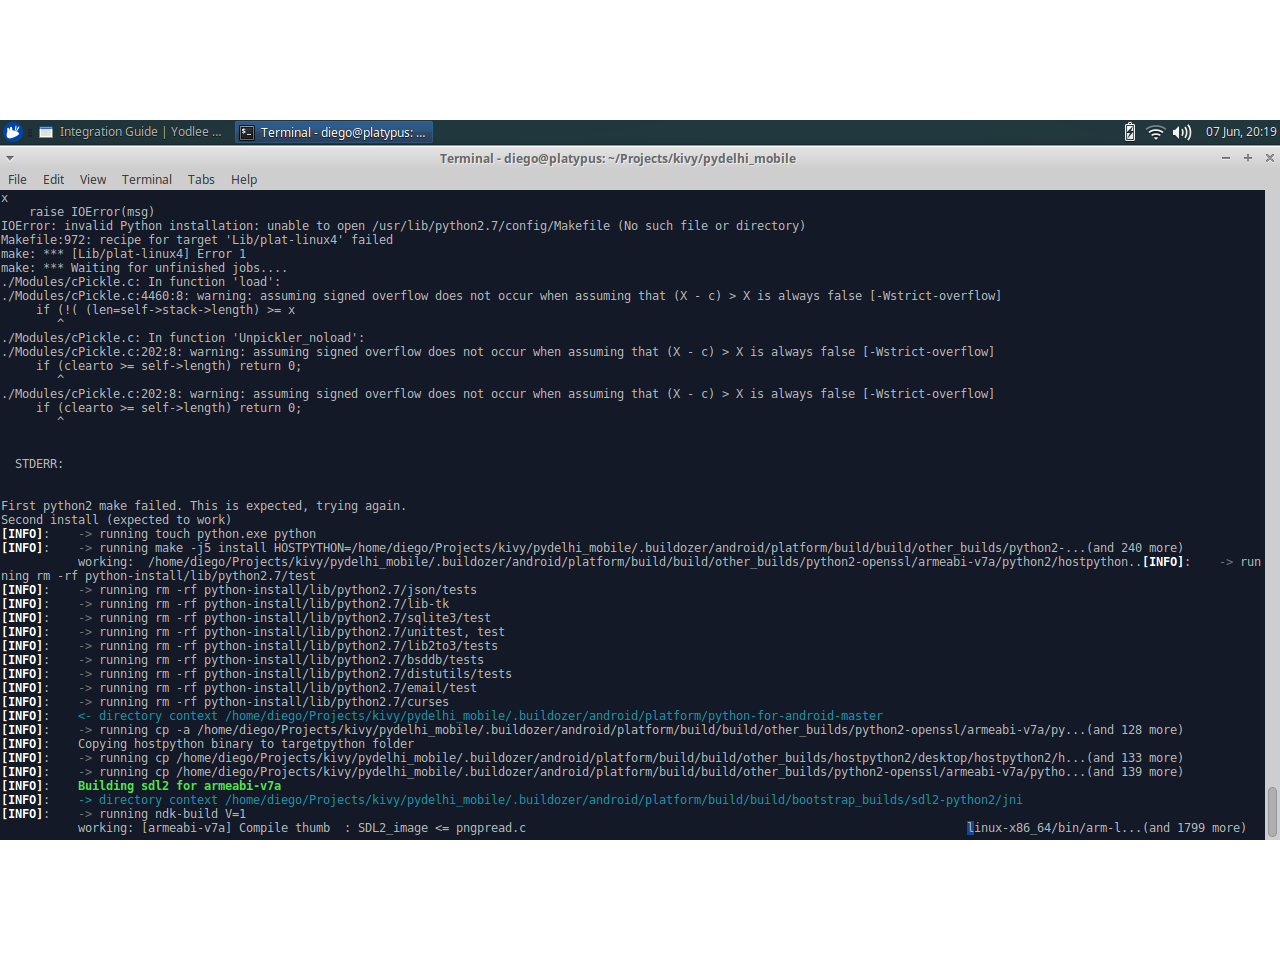 Integration Guide | Yodlee ...
Terminal - diego@platypus: ...
07 Jun, 20:19
Terminal - diego@platypus: ~/Projects/kivy/pydelhi_mobile
File Edit View Terminal Tabs Help
x
raise IOError(msg)
IOError: invalid Python installation: unable to open /usr/lib/python2.7/config/Makefile (No such file or directory)
Makefile:972: recipe for target 'Lib/plat-linux4' failed
make: *** [Lib/plat-linux4] Error 1
make: *** Waiting for unfinished jobs....
./Modules/cPickle.c: In function 'load':
./Modules/cPickle.c:4460:8: warning: assuming signed overflow does not occur when assuming that (X - c) > X is always false [-Wstrict-overflow]
if (!( (len=self->stack->length) >= x
^
./Modules/cPickle.c: In function 'Unpickler_noload':
./Modules/cPickle.c:202:8: warning: assuming signed overflow does not occur when assuming that (X - c) > X is always false [-Wstrict-overflow]
if (clearto >= self->length) return 0;
^
./Modules/cPickle.c:202:8: warning: assuming signed overflow does not occur when assuming that (X - c) > X is always false [-Wstrict-overflow]
if (clearto >= self->length) return 0;
^
STDERR:
First python2 make failed. This is expected, trying again.
Second install (expected to work)
[INFO]: -> running touch python.exe python
[INFO]: -> running make -j5 install HOSTPYTHON=/home/diego/Projects/kivy/pydelhi_mobile/.buildozer/android/platform/build/build/other_builds/python2-...(and 240 more)
working: /home/diego/Projects/kivy/pydelhi_mobile/.buildozer/android/platform/build/build/other_builds/python2-openssl/armeabi-v7a/python2/hostpython..[INFO]: -> run
ning rm -rf python-install/lib/python2.7/test
[INFO]: -> running rm -rf python-install/lib/python2.7/json/tests
[INFO]: -> running rm -rf python-install/lib/python2.7/lib-tk
[INFO]: -> running rm -rf python-install/lib/python2.7/sqlite3/test
[INFO]: -> running rm -rf python-install/lib/python2.7/unittest, test
[INFO]: -> running rm -rf python-install/lib/python2.7/lib2to3/tests
[INFO]: -> running rm -rf python-install/lib/python2.7/bsddb/tests
[INFO]: -> running rm -rf python-install/lib/python2.7/distutils/tests
[INFO]: -> running rm -rf python-install/lib/python2.7/email/test
[INFO]: -> running rm -rf python-install/lib/python2.7/curses
[INFO]: <- directory context /home/diego/Projects/kivy/pydelhi_mobile/.buildozer/android/platform/python-for-android-master
[INFO]: -> running cp -a /home/diego/Projects/kivy/pydelhi_mobile/.buildozer/android/platform/build/build/other_builds/python2-openssl/armeabi-v7a/py...(and 128 more)
[INFO]: Copying hostpython binary to targetpython folder
[INFO]: -> running cp /home/diego/Projects/kivy/pydelhi_mobile/.buildozer/android/platform/build/build/other_builds/hostpython2/desktop/hostpython2/h...(and 133 more)
[INFO]: -> running cp /home/diego/Projects/kivy/pydelhi_mobile/.buildozer/android/platform/build/build/other_builds/python2-openssl/armeabi-v7a/pytho...(and 139 more)
[INFO]: Building sdl2 for armeabi-v7a
[INFO]: -> directory context /home/diego/Projects/kivy/pydelhi_mobile/.buildozer/android/platform/build/build/bootstrap_builds/sdl2-python2/jni
[INFO]: -> running ndk-build V=1
working: [armeabi-v7a] Compile thumb : SDL2_image <= pngpread.c linux-x86_64/bin/arm-l...(and 1799 more)